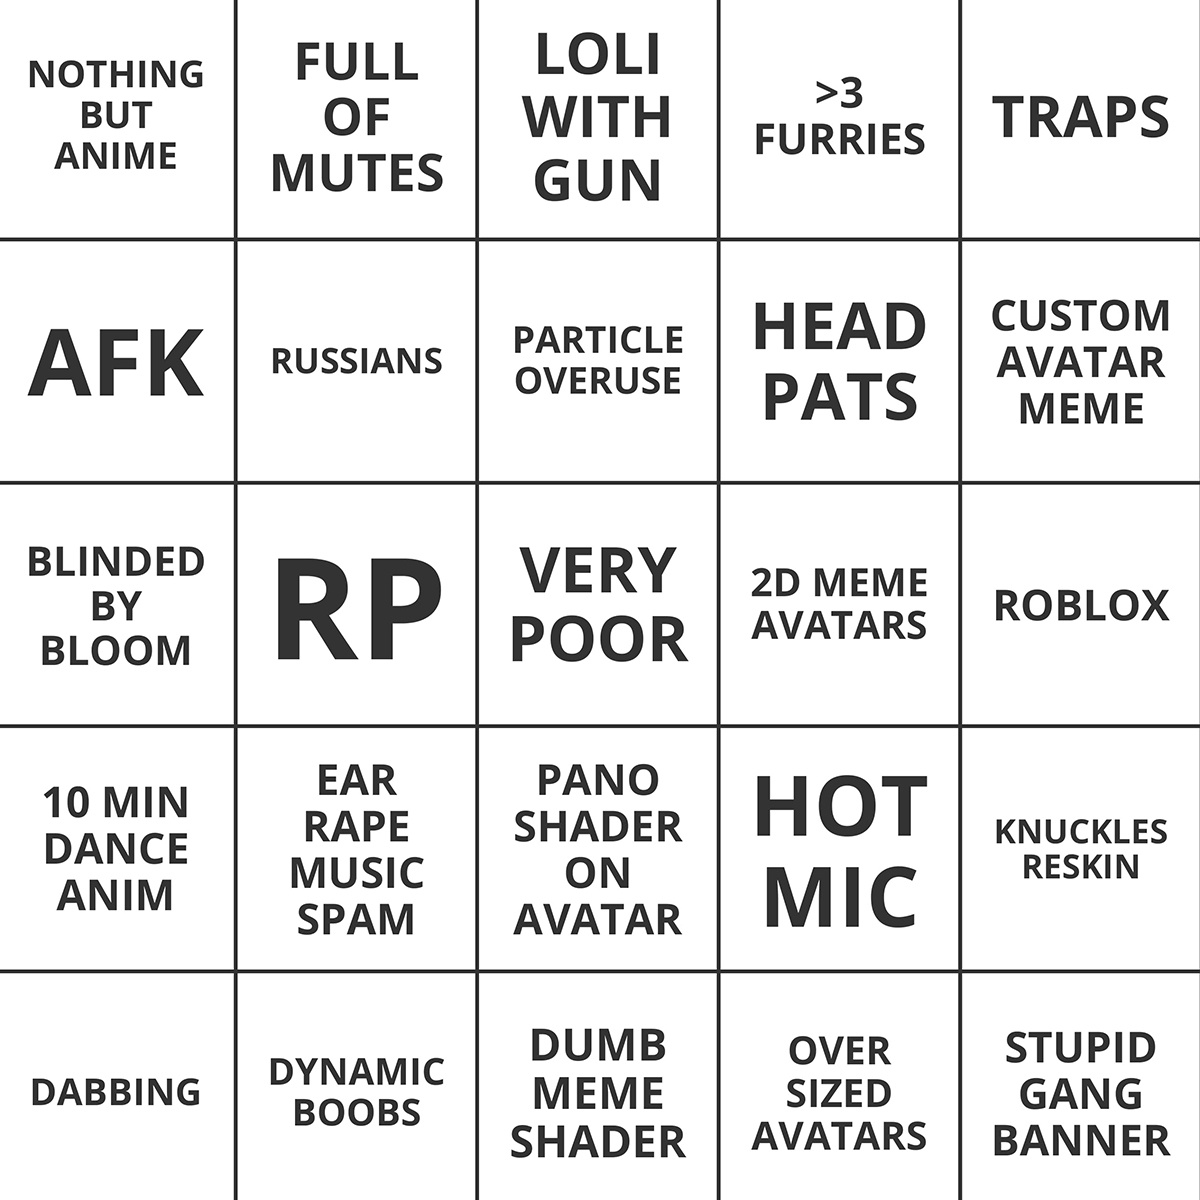 NOTHING
BUT
ANIME
FULL
OF
MUTES
LOLI
WITH
GUN
>3
FURRIES
TRAPS
AFK
RUSSIANS
PARTICLE
OVERUSE
HEAD
PATS
CUSTOM
AVATAR
MEME
BLINDED
BY
BLOOM
RP
VERY
POOR
2D MEME
AVATARS
ROBLOX
10 MIN
DANCE
ANIM
EAR
RAPE
MUSIC
SPAM
PANO
SHADER
ON
AVATAR
HOT
MIC
KNUCKLES
RESKIN
DABBING
DYNAMIC
BOOBS
DUMB
MEME
SHADER
OVER
SIZED
AVATARS
STUPID
GANG
BANNER